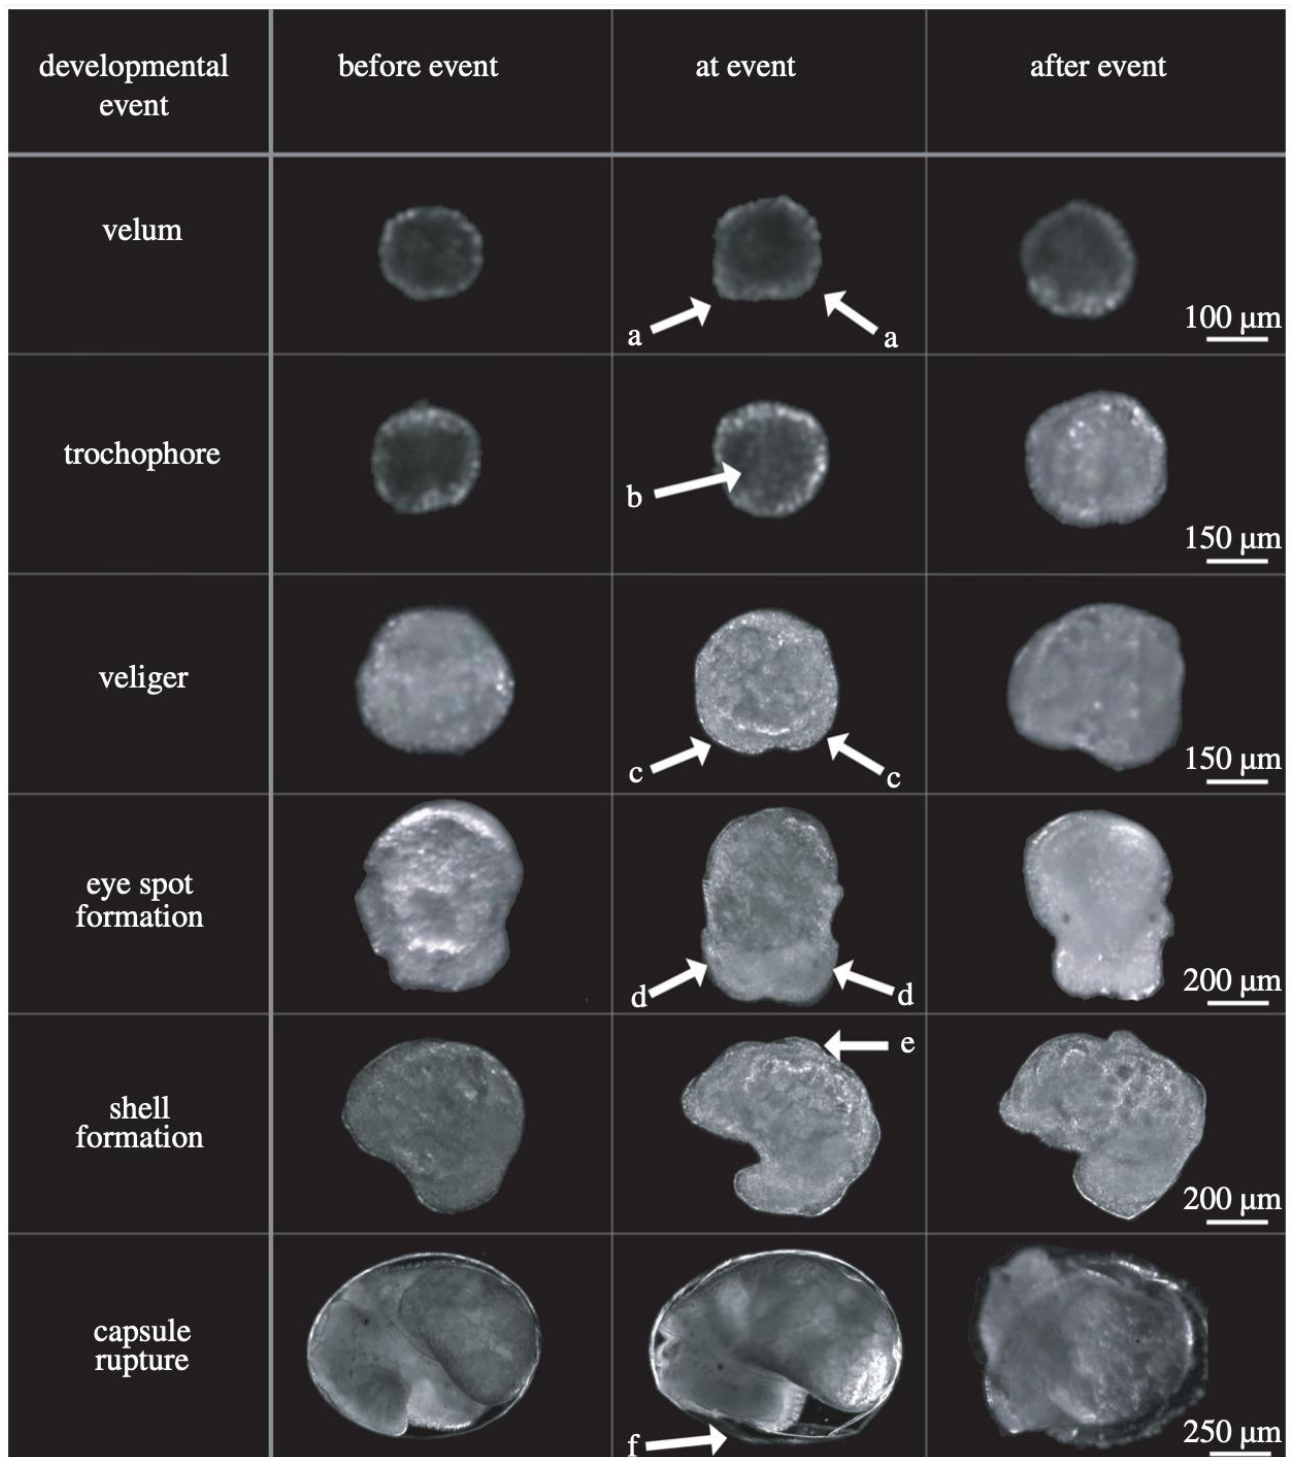 developmental
event
before event
at event
after event
velum
a
a
100 µm
trochophore
b
150 µm
veliger
c
c
150 µm
eye spot
formation
d
d
200 µm
shell
formation
e
200 µm
capsule
rupture
f
250 µm